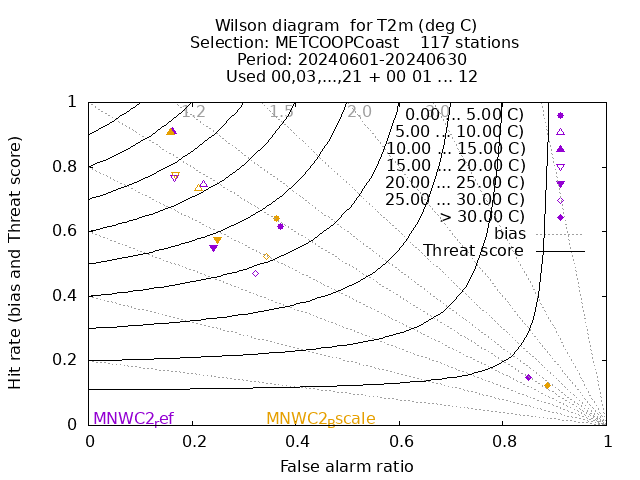 Wilson diagram  for T2m (deg C)
Selection: METCOOPCoast    117 stations
Period: 20240601-20240630
Used 00,03,...,21 + 00 01 ... 12
1
0.8
0.6
0.4
0.2
0
Hit rate (bias and Threat score)
1.2
1.5
2.0
3.0
0.00 ... 5.00 C)
5.00 ... 10.00 C)
10.00 ... 15.00 C)
15.00 ... 20.00 C)
20.00 ... 25.00 C)
25.00 ... 30.00 C)
> 30.00 C)
bias
Threat score
MNWC2ref
MNWC2Bscale
0
0.2
0.4
0.6
0.8
1
False alarm ratio